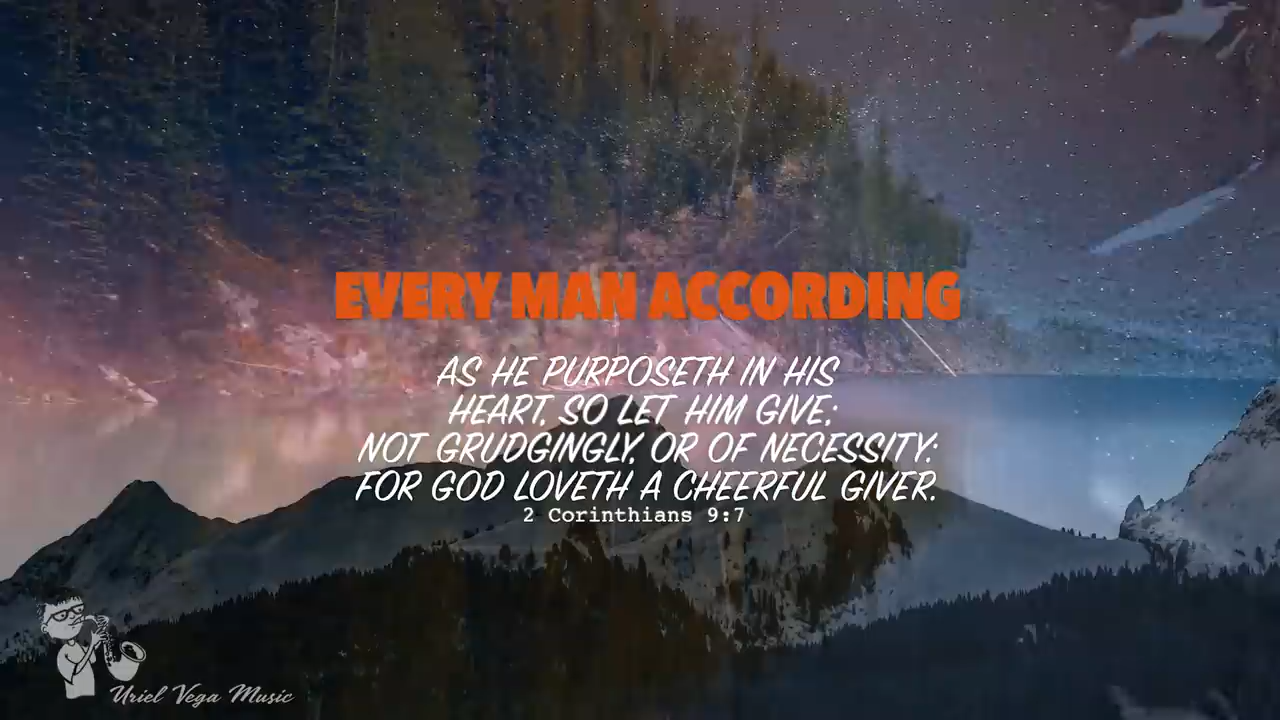 EVERY MAN ACCORDING
AS HE PURPOSETH IN HIS
HEART, SO LET HIM GIVE;
NOT GRUDGINGLY, OR OF NECESSITY:
FOR GOD LOVETH A CHEERFUL GIVER.
2 Corinthians 9:7
Uriel Vega Music